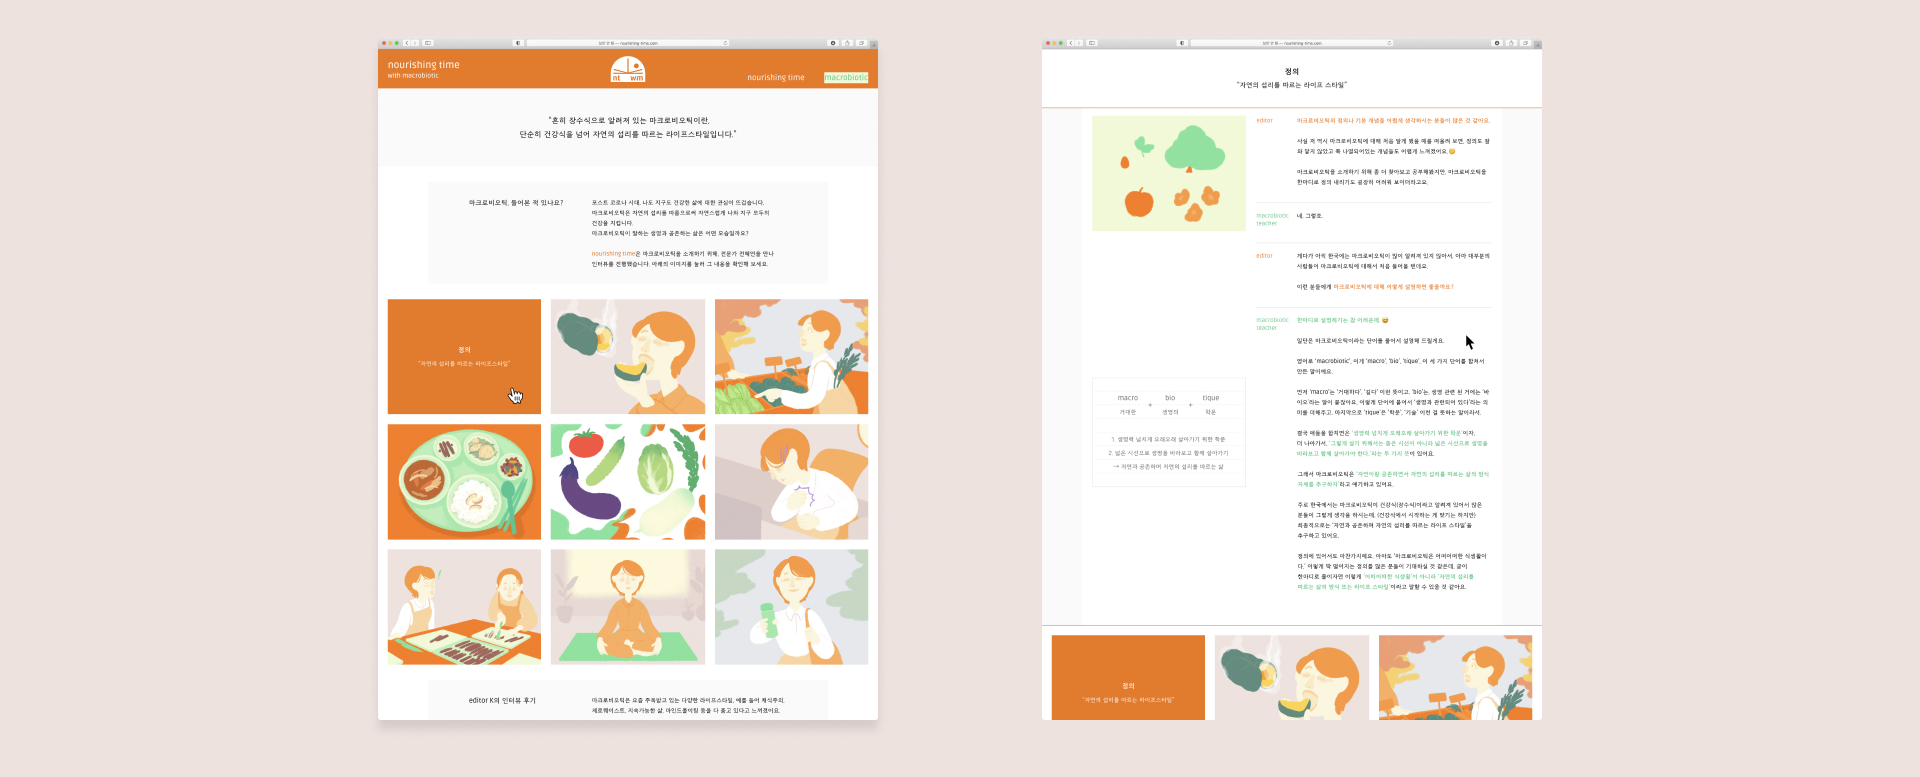 nourishing-time.com
nourishing time
with macrobiotic
nt wm
nourishing time
macrobiotic
"흔히 장수식으로 알려져 있는 마크로비오틱이란,
단순히 건강식을 넘어 자연의 섭리를 따르는 라이프스타일입니다."
마크로비오틱, 들어본 적 있나요?
포스트 코로나 시대, 나도 지구도 건강한 삶에 대한 관심이 뜨겁습니다.
마크로비오틱은 자연의 섭리를 따름으로써 자연스럽게 나와 지구 모두의
건강을 지킵니다.
마크로비오틱이 말하는 생명과 공존하는 삶은 어떤 모습일까요?
nourishing time은 마크로비오틱을 소개하기 위해, 전문가 전혜연을 만나
인터뷰를 진행했습니다. 아래의 이미지를 눌러 그 내용을 확인해 보세요.
정의
"자연의 섭리를 따르는 라이프스타일"
editor K의 인터뷰 후기
마크로비오틱은 요즘 주목받고 있는 다양한 라이프스타일, 예를 들어 채식주의,
제로웨이스트, 지속가능한 삶, 마인드풀이팅 등을 다 품고 있다고 느껴졌어요.
nourishing-time.com
정의
"자연의 섭리를 따르는 라이프 스타일"
editor
마크로비오틱의 정의나 기본 개념을 어렵게 생각하시는 분들이 많은 것 같아요.
사실 저 역시 마크로비오틱에 대해 처음 알게 됐을 때를 떠올려 보면, 정의도 잘
와 닿지 않았고 쭉 나열되어있는 개념들도 어렵게 느껴졌어요.😅
마크로비오틱을 소개하기 위해 좀 더 찾아보고 공부해봤지만, 마크로비오틱을
한마디로 정의 내리기도 굉장히 어려워 보이더라고요.
macrobiotic
teacher
네, 그렇죠.
editor
게다가 아직 한국에는 마크로비오틱이 많이 알려져 있지 않아서, 아마 대부분의
사람들이 마크로비오틱에 대해서 처음 들어볼 텐데요.
이런 분들에게 마크로비오틱에 대해 어떻게 설명하면 좋을까요?
macrobiotic
teacher
한마디로 설명하기는 참 어려운데 😅
일단은 마크로비오틱이라는 단어를 풀어서 설명해 드릴게요.
영어로 'macrobiotic', 이게 'macro', 'bio', 'tique', 이 세 가지 단어를 합쳐서
만든 말이에요.
먼저 'macro'는 '거대하다', '길다' 이런 뜻이고, 'bio'는, 생명 관련 된 거에는 '바
이오'라는 말이 붙잖아요. 이렇게 단어에 붙어서 '생명과 관련되어 있다'라는 의
미를 더해주고, 마지막으로 'tique'은 '학문', '기술' 이런 걸 뜻하는 말이라서,
결국 얘들을 합치면은 '생명력 넘치게 오래오래 살아가기 위한 학문'이자,
더 나아가서, '그렇게 살기 위해서는 좁은 시선이 아니라 넓은 시선으로 생명을
바라보고 함께 살아가야 한다.'라는 두 가지 뜻이 있어요.
그래서 마크로비오틱은 '자연이랑 공존하면서 자연의 섭리를 따르는 삶의 방식
자체를 추구하자'라고 얘기하고 있어요.
주로 한국에서는 마크로비오틱이 건강식(장수식)이라고 알려져 있어서 많은
분들이 그렇게 생각을 하시는데, (건강식에서 시작하는 게 맞기는 하지만)
최종적으로는 '자연과 공존하며 자연의 섭리를 따르는 라이프 스타일'을
추구하고 있어요.
정의에 있어서도 마찬가지예요. 아마도 '마크로비오틱은 어쩌어쩌한 식생활이
다.' 이렇게 딱 떨어지는 정의를 많은 분들이 기대하실 것 같은데, 굳이
한마디로 풀이자면 이렇게 '어쩌어쩌한 식생활'이 아니라 '자연의 섭리를
따르는 삶의 방식 또는 라이프 스타일'이라고 말할 수 있을 것 같아요.
macro + bio + tique
거대한 생명의 학문
1. 생명력 넘치게 오래오래 살아가기 위한 학문
2. 넓은 시선으로 생명을 바라보고 함께 살아가기
→ 자연과 공존하며 자연의 섭리를 따르는 삶
정의
"자연의 섭리를 따르는 라이프스타일"